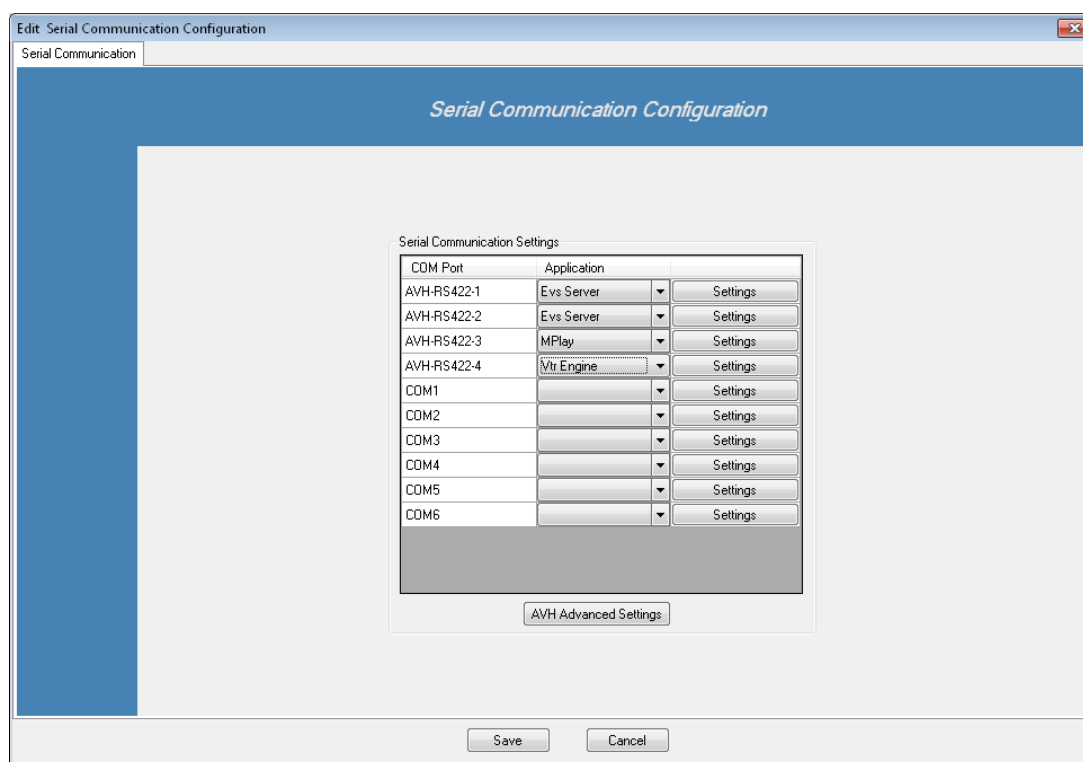 Edit Serial Communication Configuration
Serial Communication
Serial Communication Configuration
Serial Communication Settings
COM Port Application
AVH-RS422-1 Evs Server Settings
AVH-RS422-2 Evs Server Settings
AVH-RS422-3 MPlay Settings
AVH-RS422-4 Vtr Engine Settings
COM1 Settings
COM2 Settings
COM3 Settings
COM4 Settings
COM5 Settings
COM6 Settings
AVH Advanced Settings
Save Cancel